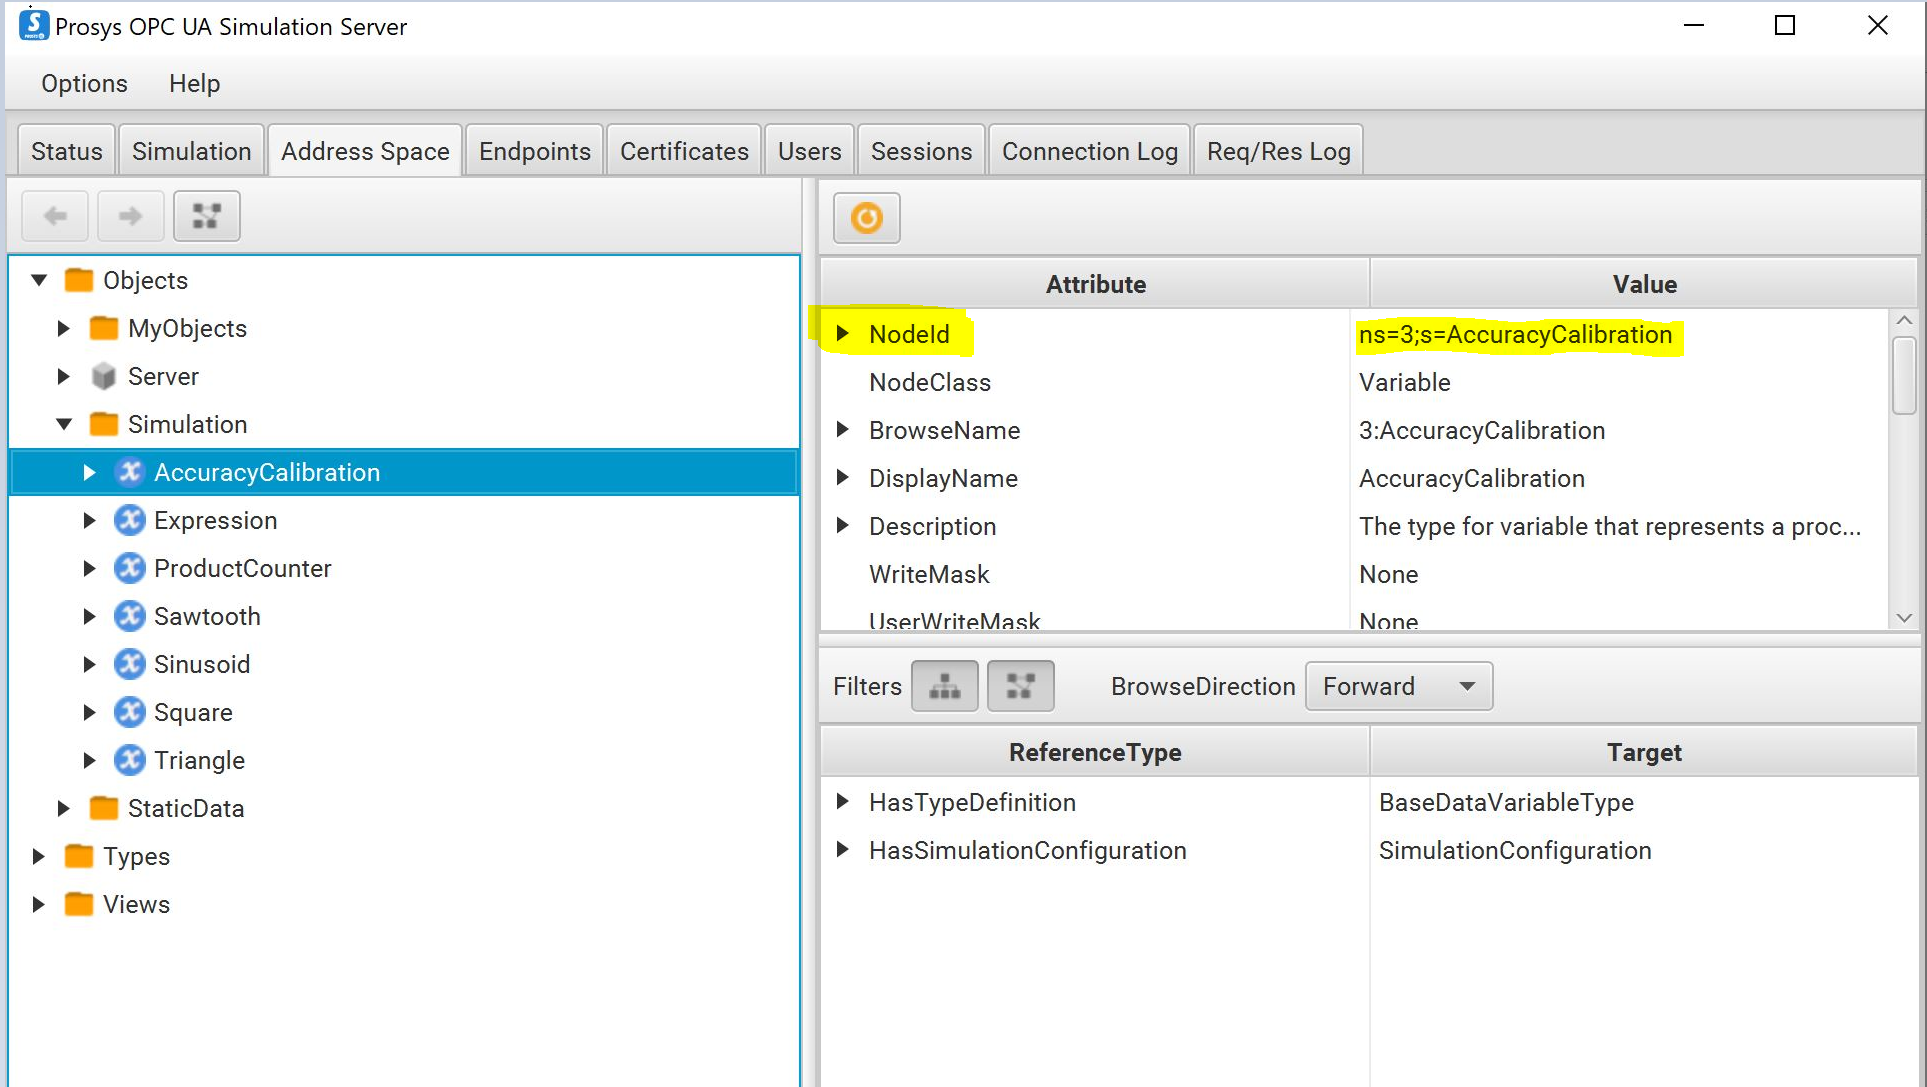 Prosys OPC UA Simulation Server
Options Help
Status Simulation Address Space Endpoints Certificates Users Sessions Connection Log Req/Res Log
Objects
MyObjects
Server
Simulation
AccuracyCalibration
Expression
ProductCounter
Sawtooth
Sinusoid
Square
Triangle
StaticData
Types
Views
Attribute Value
NodeId ns=3;s=AccuracyCalibration
NodeClass Variable
BrowseName 3:AccuracyCalibration
DisplayName AccuracyCalibration
Description The type for variable that represents a proc...
WriteMask None
UserWriteMask None
Filters BrowseDirection Forward
ReferenceType Target
HasTypeDefinition BaseDataVariableType
HasSimulationConfiguration SimulationConfiguration